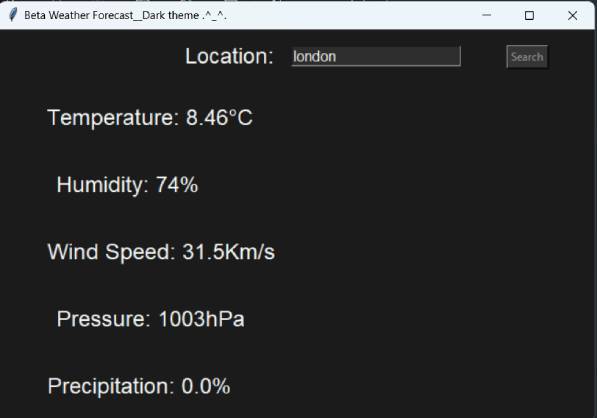 Beta Weather Forecast_Dark theme .^_^.
Location: london Search
Temperature: 8.46°C
Humidity: 74%
Wind Speed: 31.5Km/s
Pressure: 1003hPa
Precipitation: 0.0%